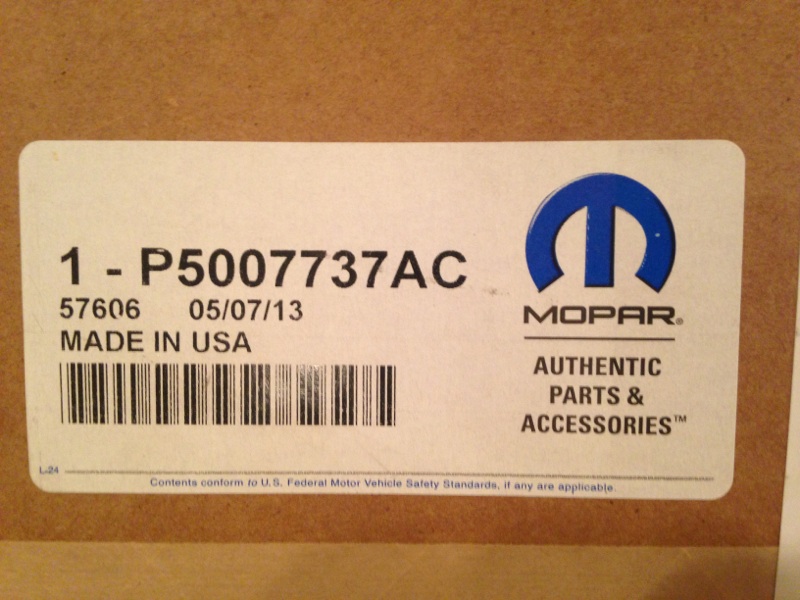 1 - P5007737AC
57606 05/07/13
MADE IN USA
MOPAR®
AUTHENTIC
PARTS &
ACCESSORIES™
L-24
Contents conform to U.S. Federal Motor Vehicle Safety Standards, if any are applicable.